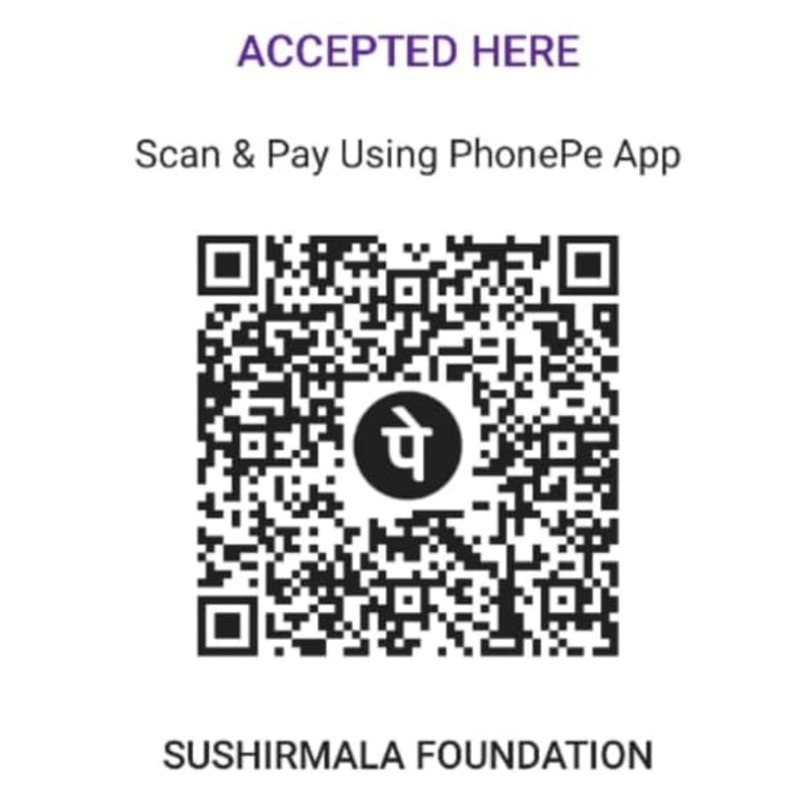 ACCEPTED HERE
Scan & Pay Using PhonePe App
पे
SUSHIRMALA FOUNDATION